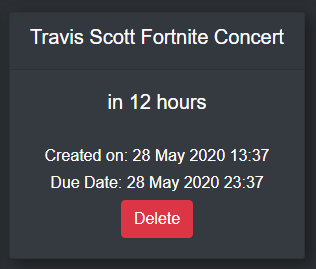 Travis Scott Fortnite Concert
in 12 hours
Created on: 28 May 2020 13:37
Due Date: 28 May 2020 23:37
Delete